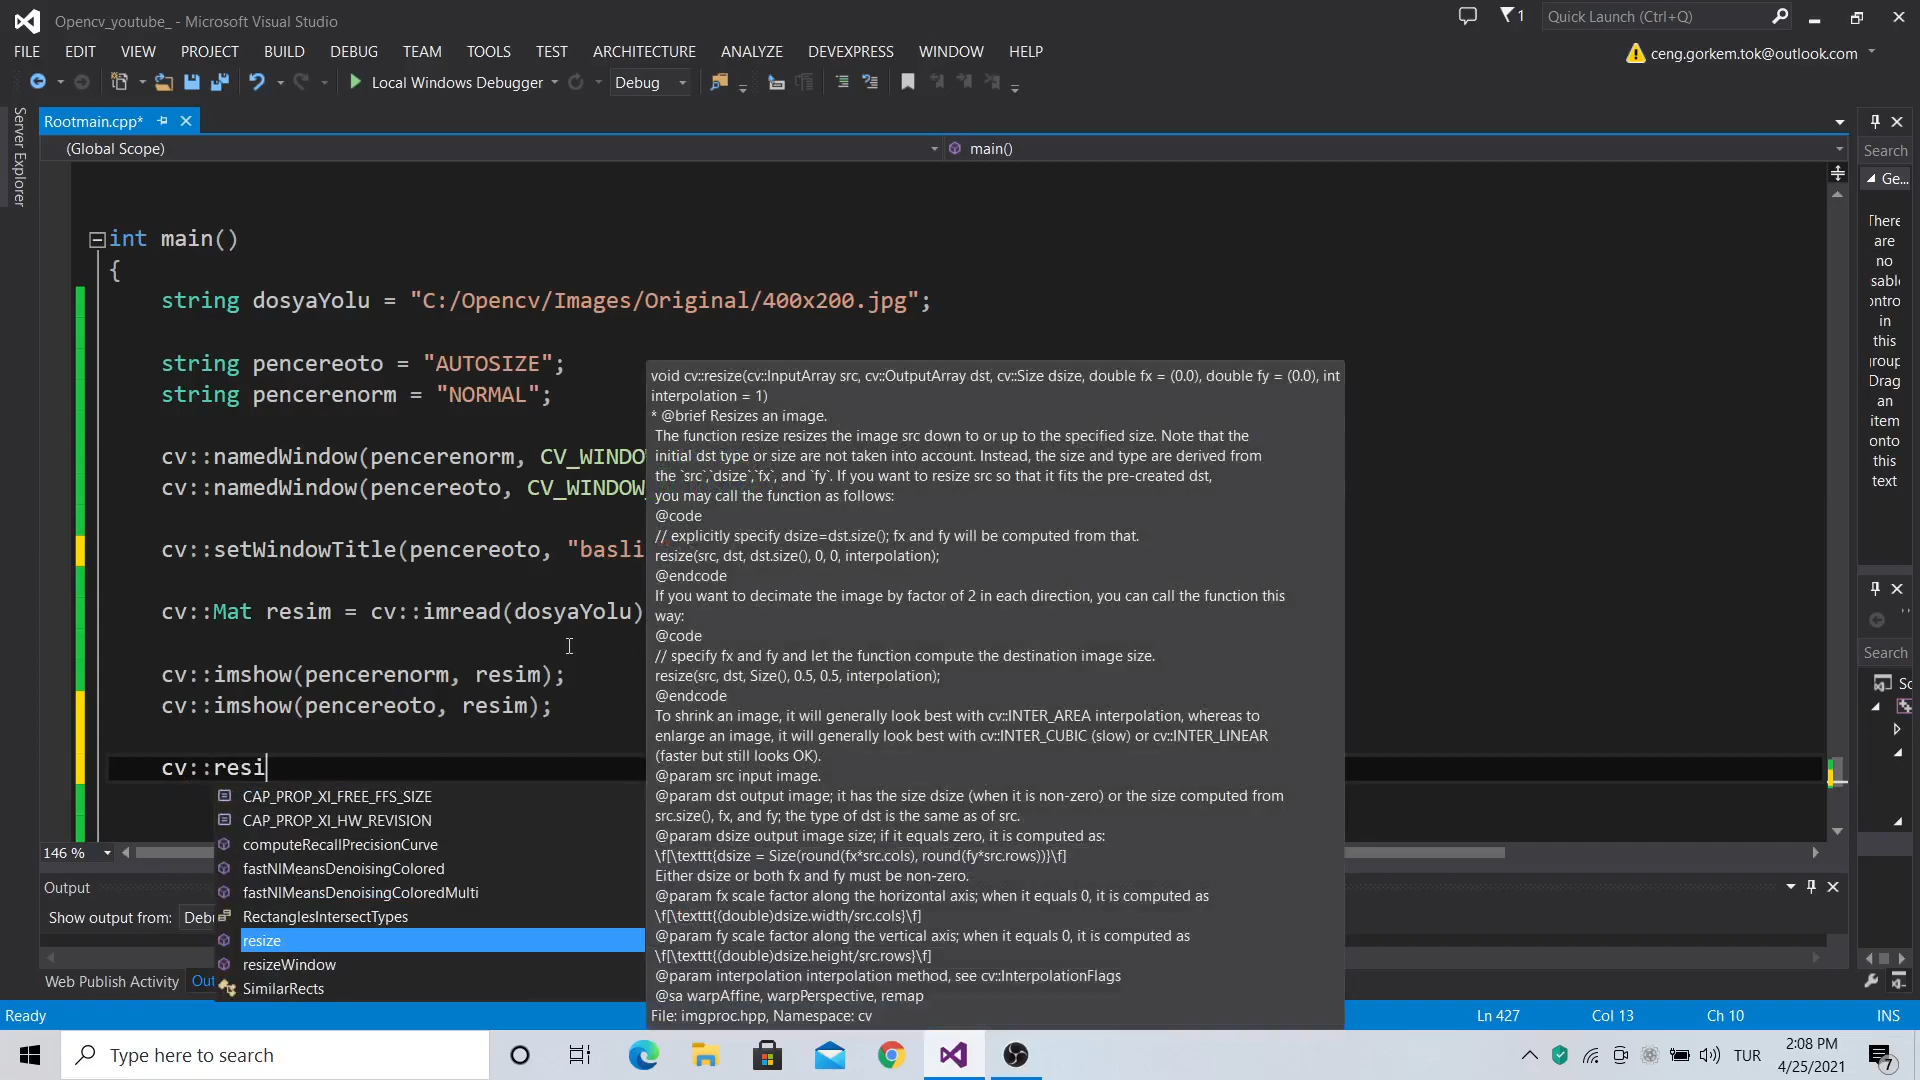 Opencv_youtube_ - Microsoft Visual Studio
1
Quick Launch (Ctrl+Q)
FILE EDIT VIEW PROJECT BUILD DEBUG TEAM TOOLS TEST ARCHITECTURE ANALYZE DEVEXPRESS WINDOW HELP
ceng.gorkem.tok@outlook.com
Local Windows Debugger Debug
Server Explorer
Rootmain.cpp*
(Global Scope)
main()
Search
Ge...
There
are
no
in
this
Drag
an
item
onto
this
text
int main()
{
string dosyaYolu = "C:/Opencv/Images/Original/400x200.jpg";
string pencereoto = "AUTOSIZE";
string pencerenorm = "NORMAL";
cv::namedWindow(pencerenorm, CV_WINDO
cv::namedWindow(pencereoto, CV_WINDOW
cv::setWindowTitle(pencereoto, "basli
cv::Mat resim = cv::imread(dosyaYolu)
cv::imshow(pencerenorm, resim);
cv::imshow(pencereoto, resim);
cv::resi
CAP_PROP_XI_FREE_FFS_SIZE
CAP_PROP_XI_HW_REVISION
computeRecallPrecisionCurve
fastNlMeansDenoisingColored
fastNlMeansDenoisingColoredMulti
RectanglesIntersectTypes
resize
resizeWindow
SimilarRects
void cv::resize(cv::InputArray src, cv::OutputArray dst, cv::Size dsize, double fx = (0.0), double fy = (0.0), int
interpolation = 1)
* @brief Resizes an image.
The function resize resizes the image src down to or up to the specified size. Note that the
initial dst type or size are not taken into account. Instead, the size and type are derived from
the `src`,`dsize`,`fx`, and `fy`. If you want to resize src so that it fits the pre-created dst,
you may call the function as follows:
@code
// explicitly specify dsize=dst.size(); fx and fy will be computed from that.
resize(src, dst, dst.size(), 0, 0, interpolation);
@endcode
If you want to decimate the image by factor of 2 in each direction, you can call the function this
way:
@code
// specify fx and fy and let the function compute the destination image size.
resize(src, dst, Size(), 0.5, 0.5, interpolation);
@endcode
To shrink an image, it will generally look best with cv::INTER_AREA interpolation, whereas to
enlarge an image, it will generally look best with cv::INTER_CUBIC (slow) or cv::INTER_LINEAR
(faster but still looks OK).
@param src input image.
@param dst output image; it has the size dsize (when it is non-zero) or the size computed from
src.size(), fx, and fy; the type of dst is the same as of src.
@param dsize output image size; if it equals zero, it is computed as:
\f[\texttt{dsize = Size(round(fx*src.cols), round(fy*src.rows))}\f]
Either dsize or both fx and fy must be non-zero.
@param fx scale factor along the horizontal axis; when it equals 0, it is computed as
\f[\texttt{(double)dsize.width/src.cols}\f]
@param fy scale factor along the vertical axis; when it equals 0, it is computed as
\f[\texttt{(double)dsize.height/src.rows}\f]
@param interpolation interpolation method, see cv::InterpolationFlags
@sa warpAffine, warpPerspective, remap
File: imgproc.hpp, Namespace: cv
Search
Sc
146 %
Output
Show output from: Debu
Web Publish Activity Out
Ready
Ln 427 Col 13 Ch 10 INS
Type here to search
TUR
2:08 PM
4/25/2021
7